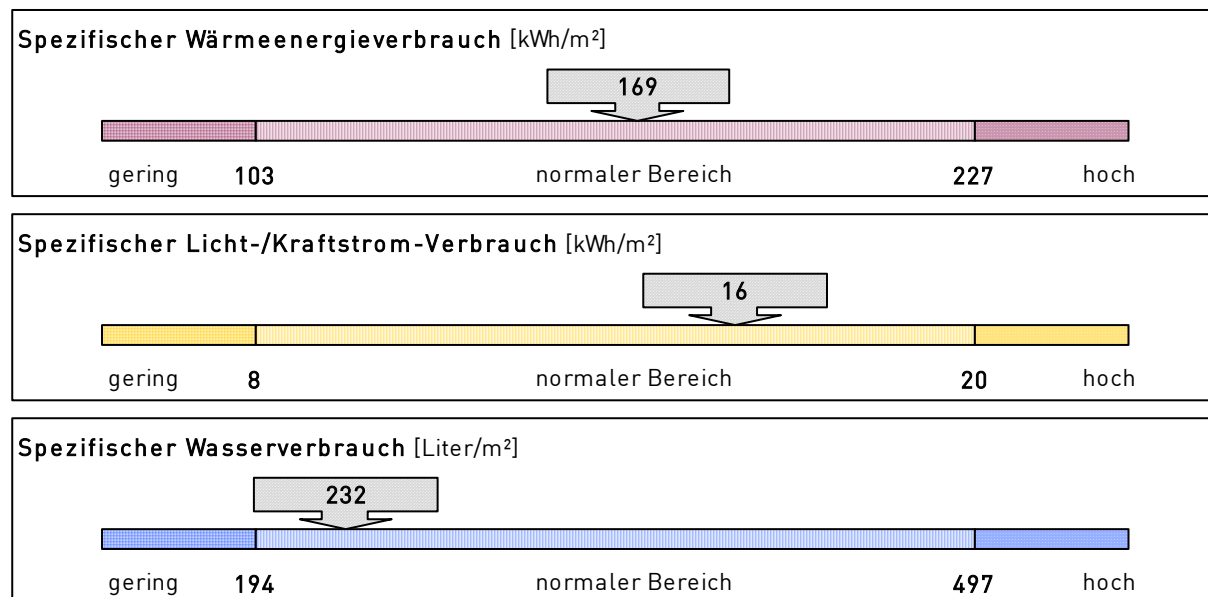 Spezifischer Wärmeenergieverbrauch [kWh/m²]
169
gering 103 normaler Bereich 227 hoch
Spezifischer Licht-/Kraftstrom-Verbrauch [kWh/m²]
16
gering 8 normaler Bereich 20 hoch
Spezifischer Wasserverbrauch [Liter/m²]
232
gering 194 normaler Bereich 497 hoch